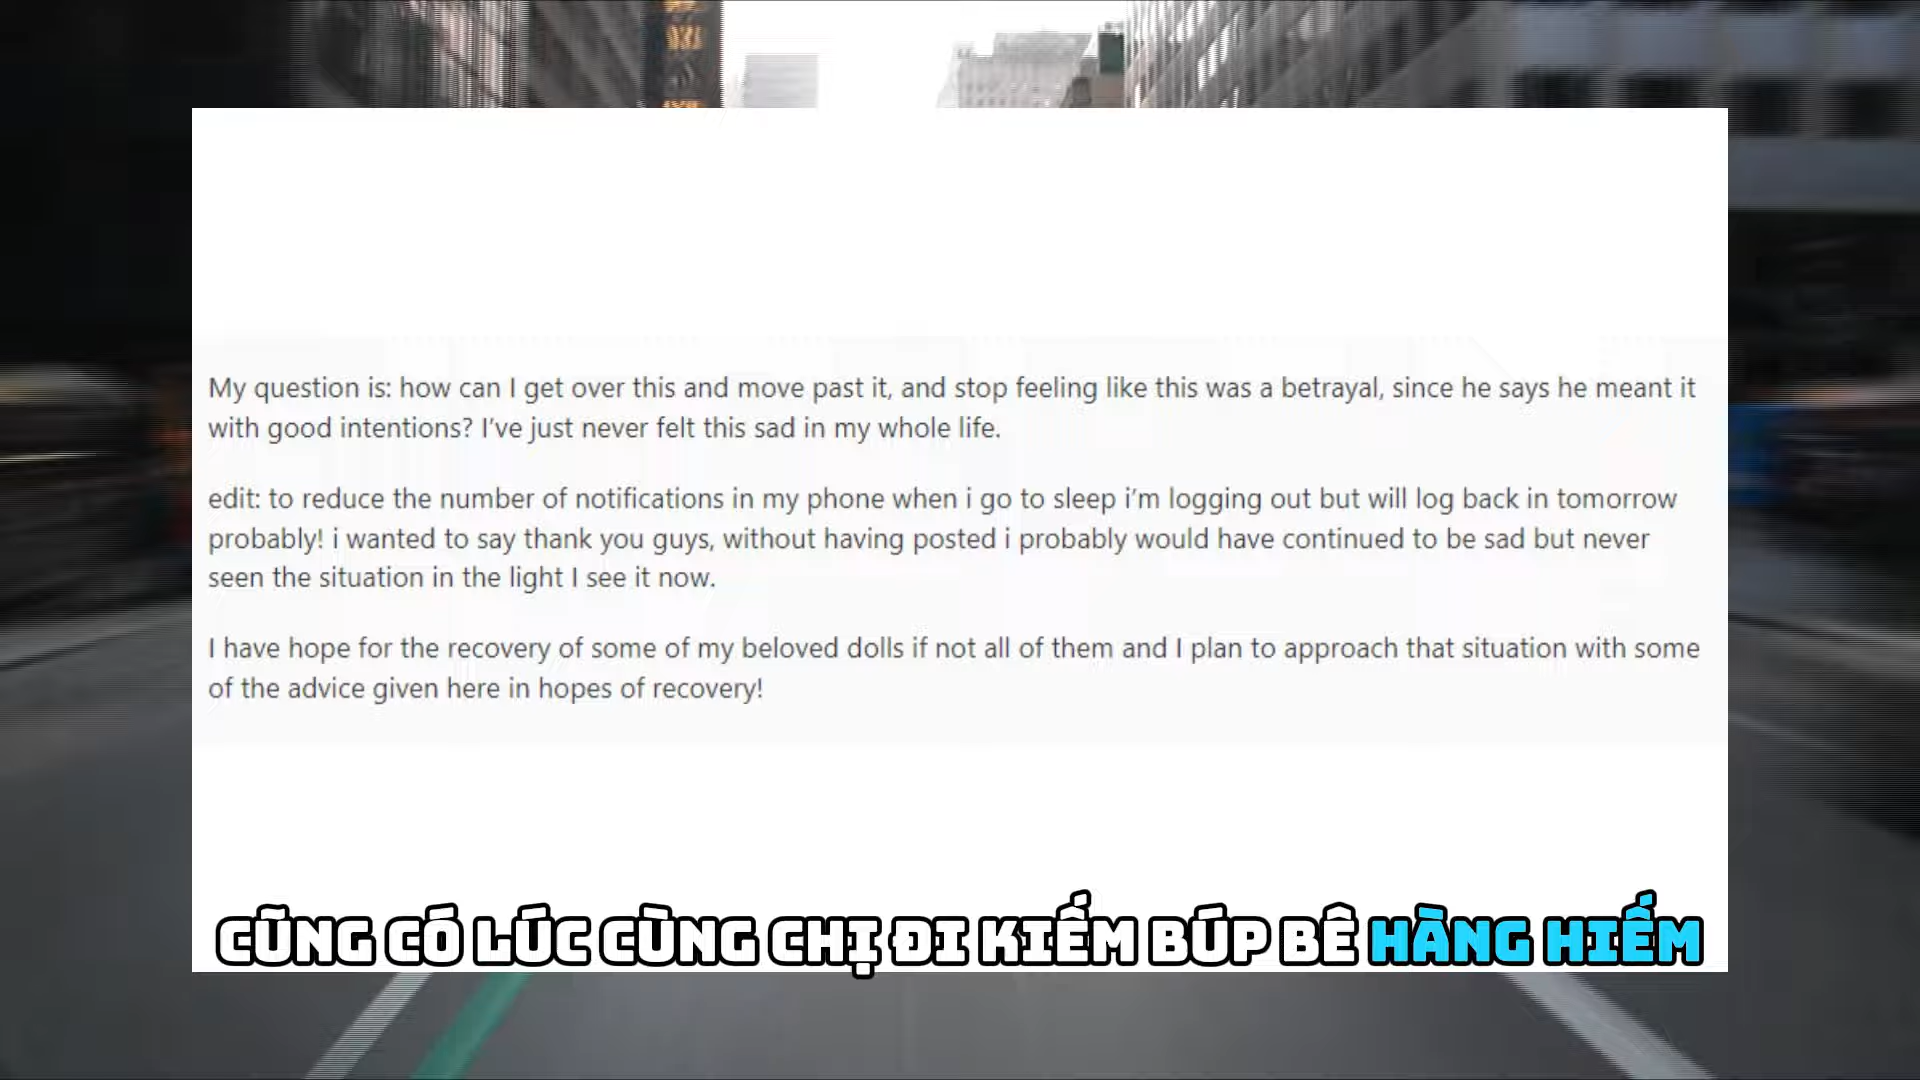 My question is: how can I get over this and move past it, and stop feeling like this was a betrayal, since he says he meant it
with good intentions? I've just never felt this sad in my whole life.
edit: to reduce the number of notifications in my phone when i go to sleep i'm logging out but will log back in tomorrow
probably! i wanted to say thank you guys, without having posted i probably would have continued to be sad but never
seen the situation in the light I see it now.
I have hope for the recovery of some of my beloved dolls if not all of them and I plan to approach that situation with some
of the advice given here in hopes of recovery!
CŨNG CÓ LÚC CÙNG CHỊ ĐI KIẾM BÚP BÊ HÀNG HIẾM